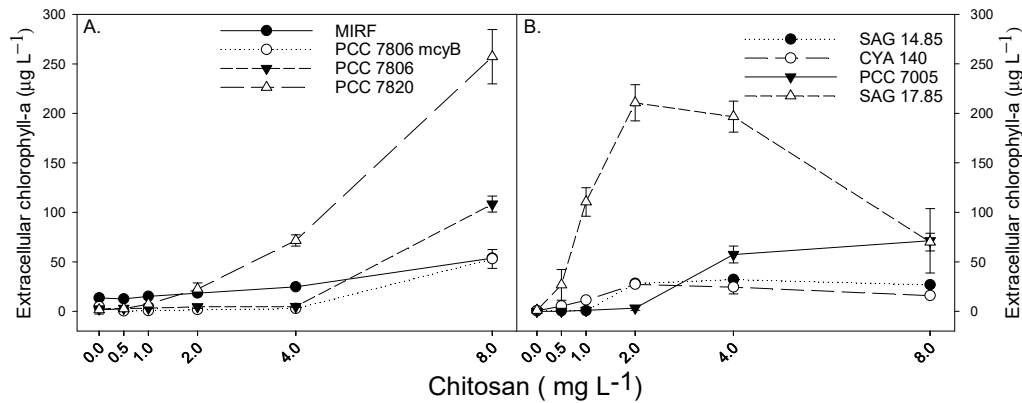 A.
MIRF
PCC 7806 mcyB
PCC 7806
PCC 7820
Extracellular chlorophyll-a (µg L⁻¹)
300
250
200
150
100
50
0
0.0
0.5
1.0
2.0
4.0
8.0
B.
SAG 14.85
CYA 140
PCC 7005
SAG 17.85
0.0
0.5
1.0
2.0
4.0
8.0
300
250
200
150
100
50
0
Extracellular chlorophyll-a (µg L⁻¹)
Chitosan ( mg L⁻¹)